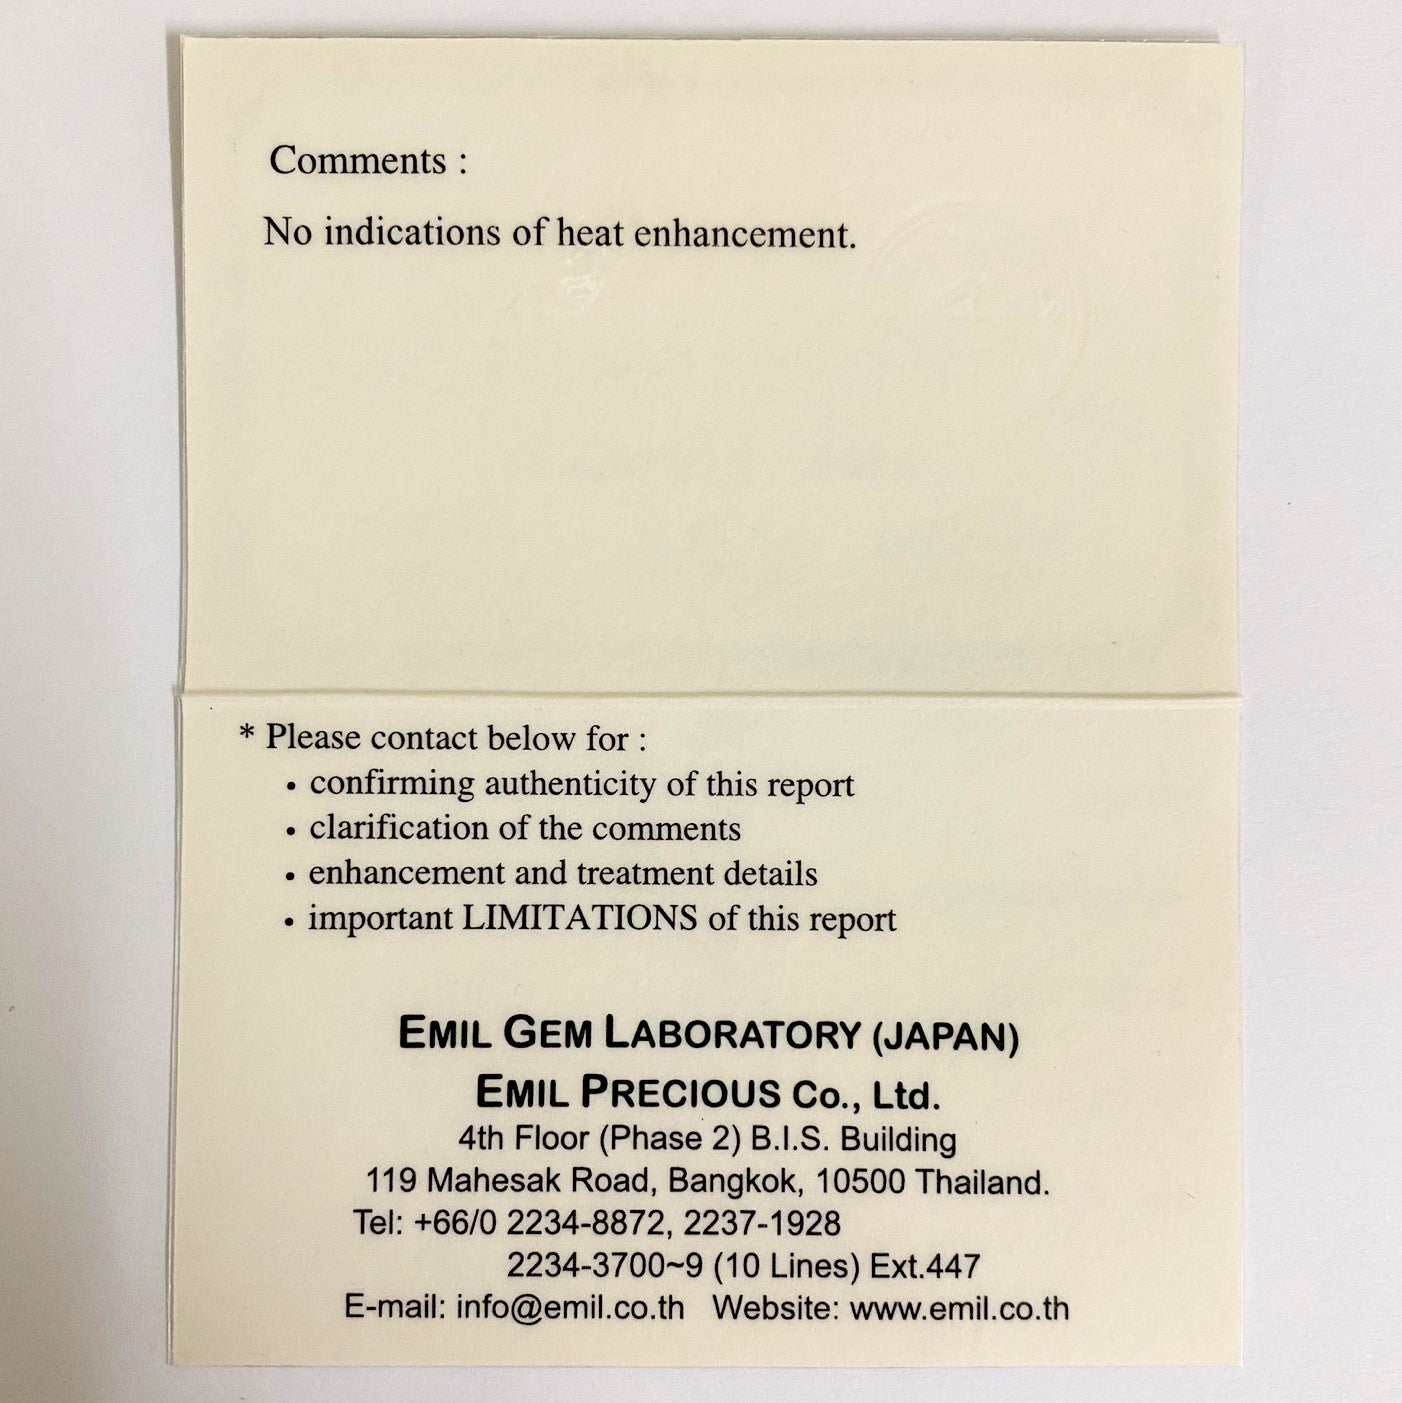 Comments :
No indications of heat enhancement.
* Please contact below for :
• confirming authenticity of this report
• clarification of the comments
• enhancement and treatment details
• important LIMITATIONS of this report
EMIL GEM LABORATORY (JAPAN)
EMIL PRECIOUS Co., Ltd.
4th Floor (Phase 2) B.I.S. Building
119 Mahesak Road, Bangkok, 10500 Thailand.
Tel: +66/0 2234-8872, 2237-1928
2234-3700~9 (10 Lines) Ext.447
E-mail: info@emil.co.th Website: www.emil.co.th